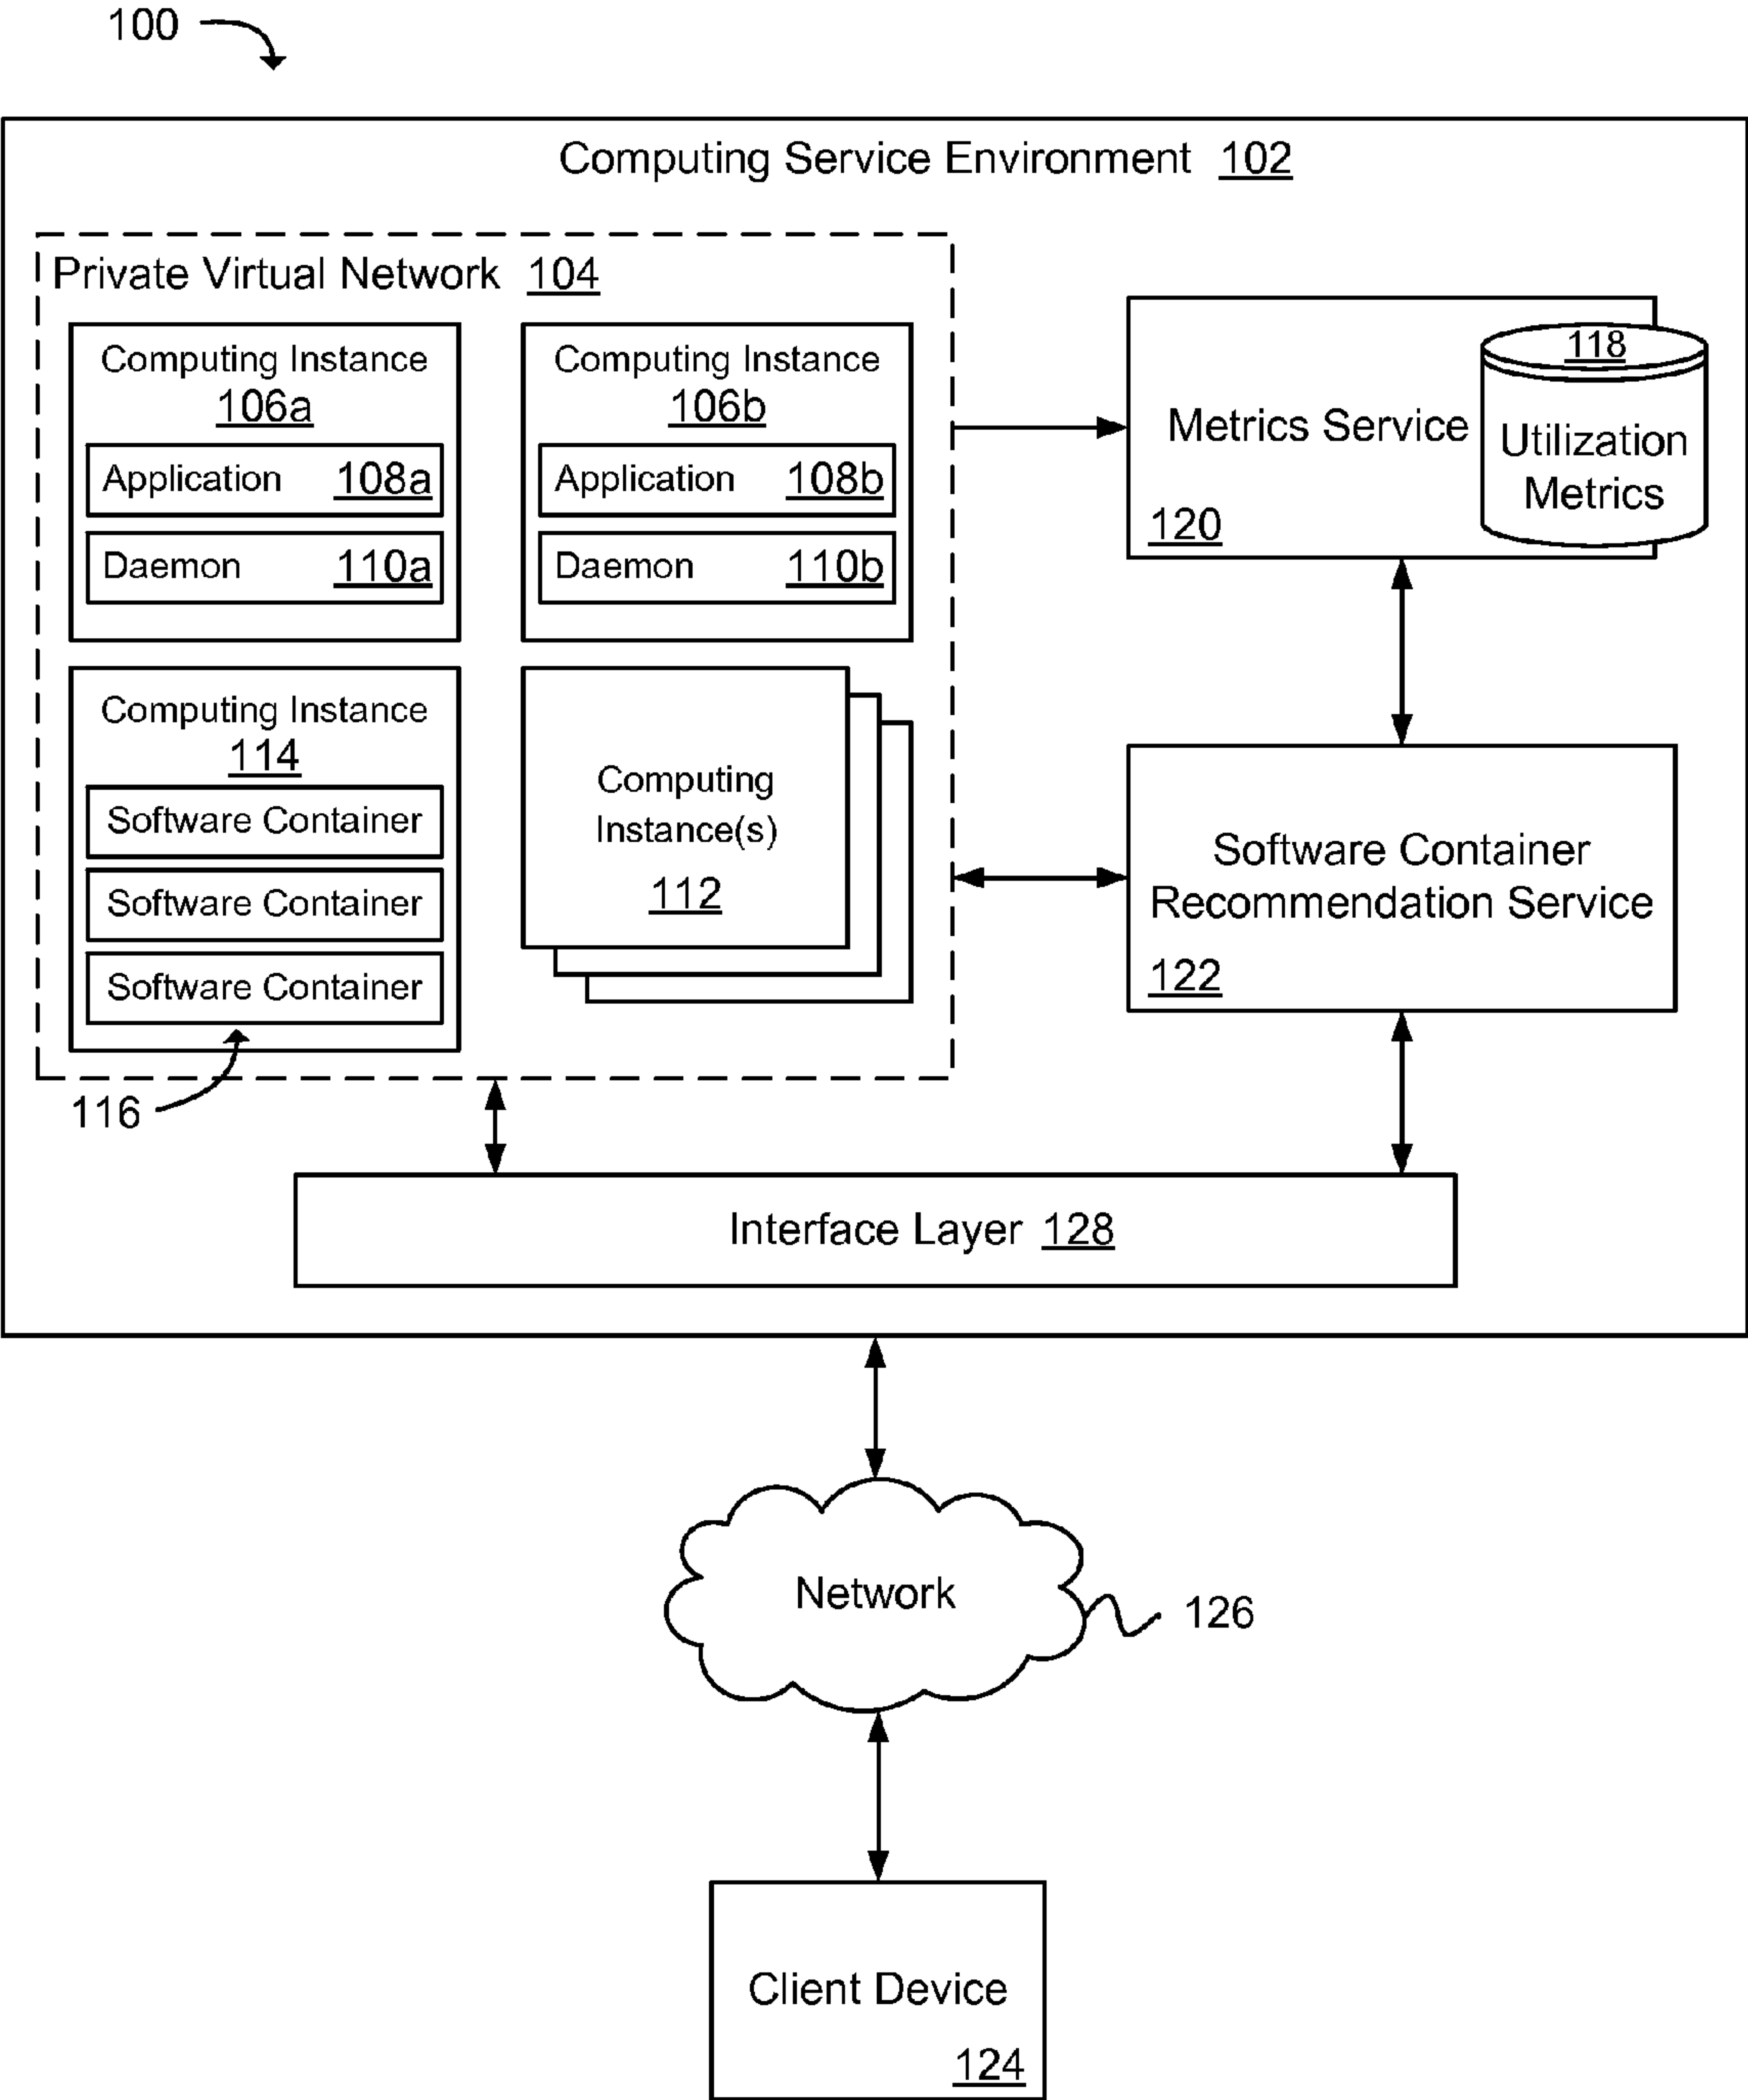 100
Computing Service Environment 102
Private Virtual Network 104
Computing Instance
106a
Application 108a
Daemon 110a
Computing Instance
106b
Application 108b
Daemon 110b
Computing Instance
114
Software Container
Software Container
Software Container
116
Computing
Instance(s)
112
Metrics Service
120
118
Utilization
Metrics
Software Container
Recommendation Service
122
Interface Layer 128
Network
126
Client Device
124